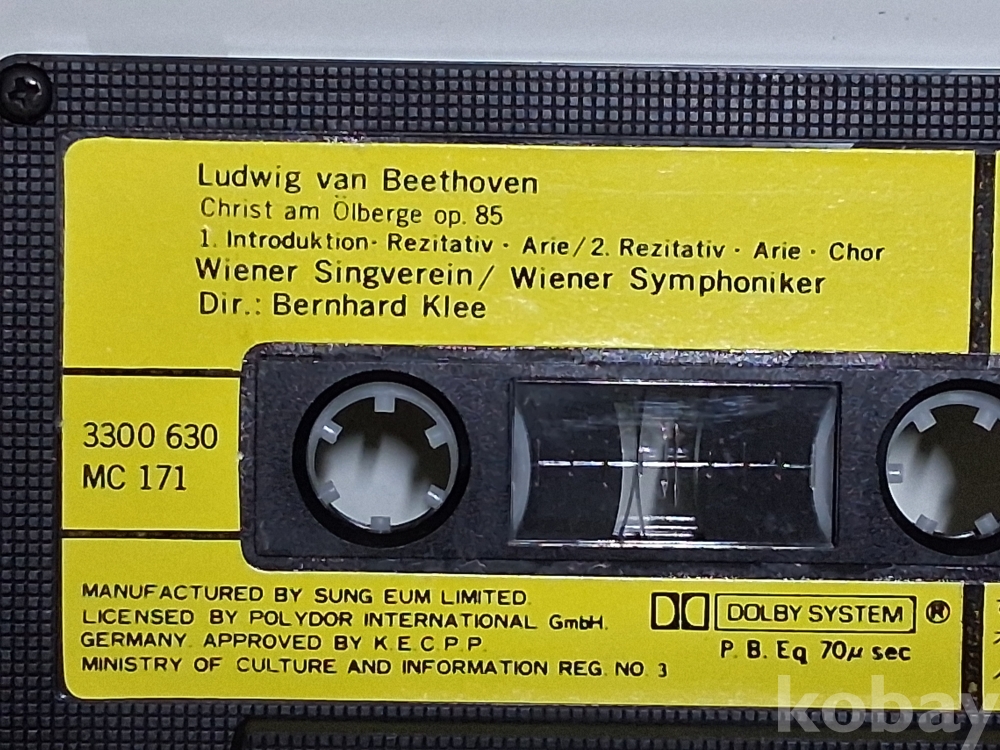 Ludwig van Beethoven
Christ am Ölberge op. 85
1. Introduktion- Rezitativ - Arie/2. Rezitativ - Arie - Chor
Wiener Singverein/ Wiener Symphoniker
Dir.: Bernhard Klee
3300 630
MC 171
MANUFACTURED BY SUNG EUM LIMITED.
LICENSED BY POLYDOR INTERNATIONAL GmbH.
GERMANY. APPROVED BY K.E.C.P.P.
MINISTRY OF CULTURE AND INFORMATION REG. NO. 3
DOLBY SYSTEM ®
P. B. Eq 70μ sec
kobay